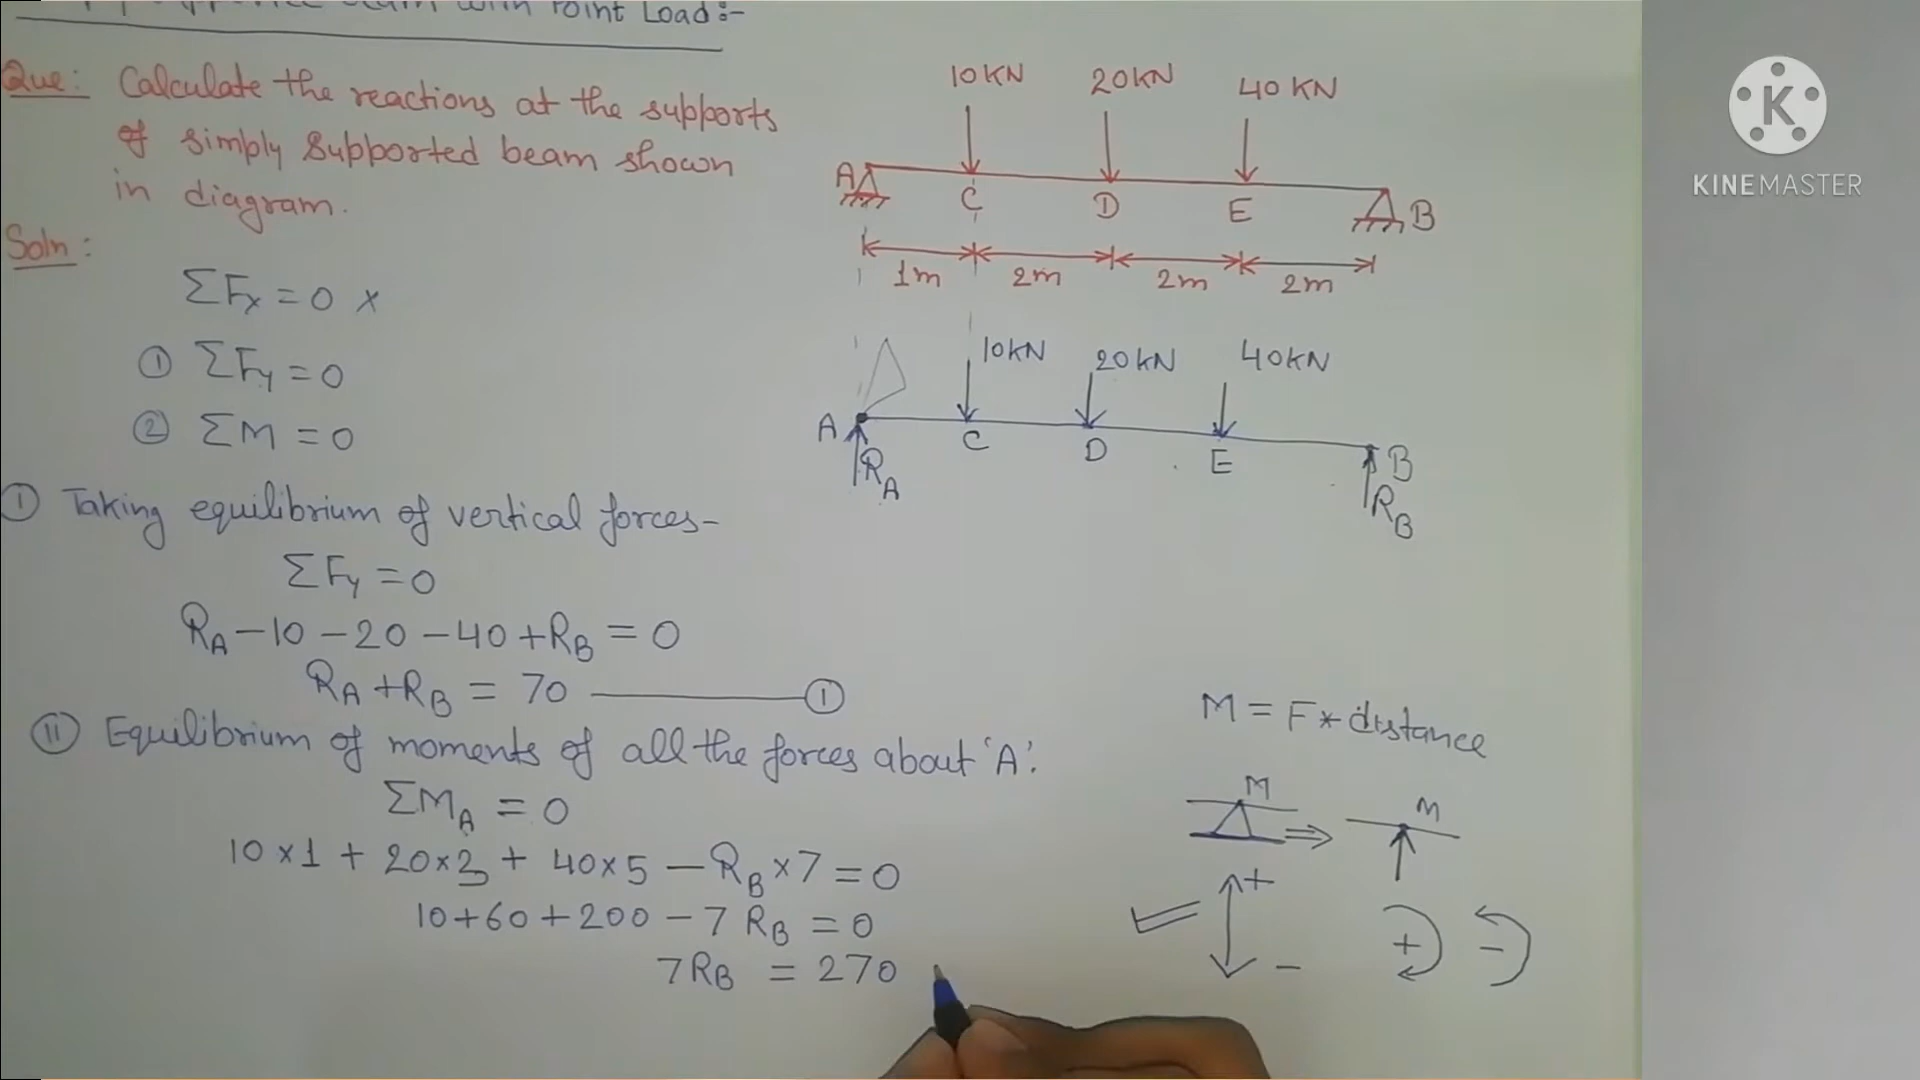 with Point Load:-
Que: Calculate the reactions at the supports
of simply supported beam shown
in diagram.
Soln:
ΣFx = 0 ×
① ΣFy = 0
② ΣM = 0
Ⓘ Taking equilibrium of vertical forces-
ΣFy = 0
RA - 10 - 20 - 40 + RB = 0
RA + RB = 70 ①
Ⓘⓘ Equilibrium of moments of all the forces about 'A'.
ΣMA = 0
10×1 + 20×3 + 40×5 - RB×7 = 0
10+60+200 - 7 RB = 0
7RB = 270
10KN 20KN 40KN
A C D E B
1m 2m 2m 2m
10KN 20KN 40KN
A C D E B
RA RB
M = F * distance
M M
+ -
+ -
K
KINEMASTER